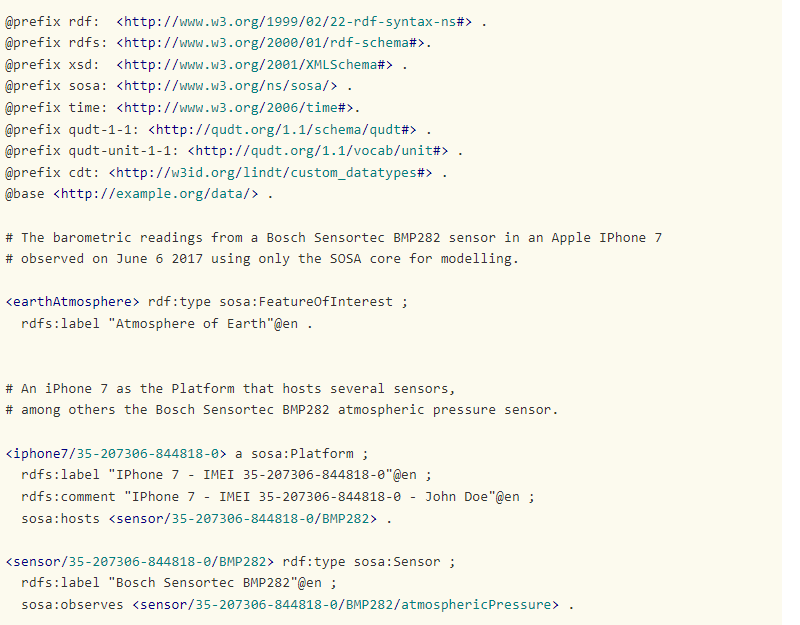 @prefix rdf:  <http://www.w3.org/1999/02/22-rdf-syntax-ns#> .
@prefix rdfs: <http://www.w3.org/2000/01/rdf-schema#>.
@prefix xsd:  <http://www.w3.org/2001/XMLSchema#> .
@prefix sosa: <http://www.w3.org/ns/sosa/> .
@prefix time: <http://www.w3.org/2006/time#>.
@prefix qudt-1-1: <http://qudt.org/1.1/schema/qudt#> .
@prefix qudt-unit-1-1: <http://qudt.org/1.1/vocab/unit#> .
@prefix cdt: <http://w3id.org/lindt/custom_datatypes#> .
@base <http://example.org/data/> .

# The barometric readings from a Bosch Sensortec BMP282 sensor in an Apple IPhone 7
# observed on June 6 2017 using only the SOSA core for modelling.

<earthAtmosphere> rdf:type sosa:FeatureOfInterest ;
  rdfs:label "Atmosphere of Earth"@en .

# An iPhone 7 as the Platform that hosts several sensors,
# among others the Bosch Sensortec BMP282 atmospheric pressure sensor.

<iphone7/35-207306-844818-0> a sosa:Platform ;
  rdfs:label "IPhone 7 - IMEI 35-207306-844818-0"@en ;
  rdfs:comment "IPhone 7 - IMEI 35-207306-844818-0 - John Doe"@en ;
  sosa:hosts <sensor/35-207306-844818-0/BMP282> .

<sensor/35-207306-844818-0/BMP282> rdf:type sosa:Sensor ;
  rdfs:label "Bosch Sensortec BMP282"@en ;
  sosa:observes <sensor/35-207306-844818-0/BMP282/atmosphericPressure> .